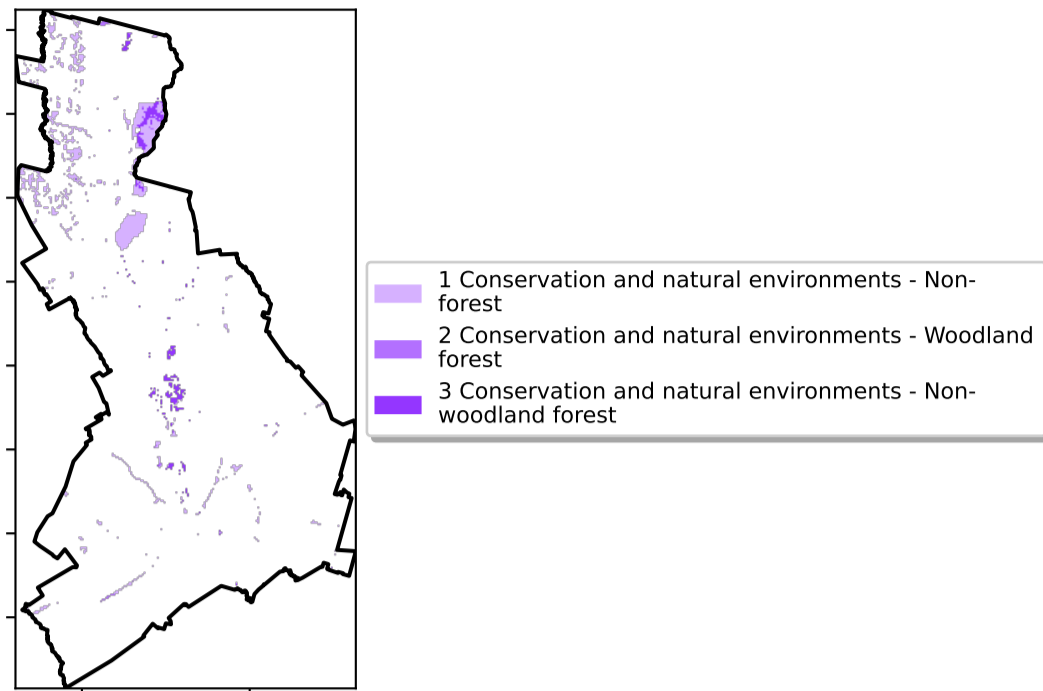 1 Conservation and natural environments - Non-
forest
2 Conservation and natural environments - Woodland
forest
3 Conservation and natural environments - Non-
woodland forest